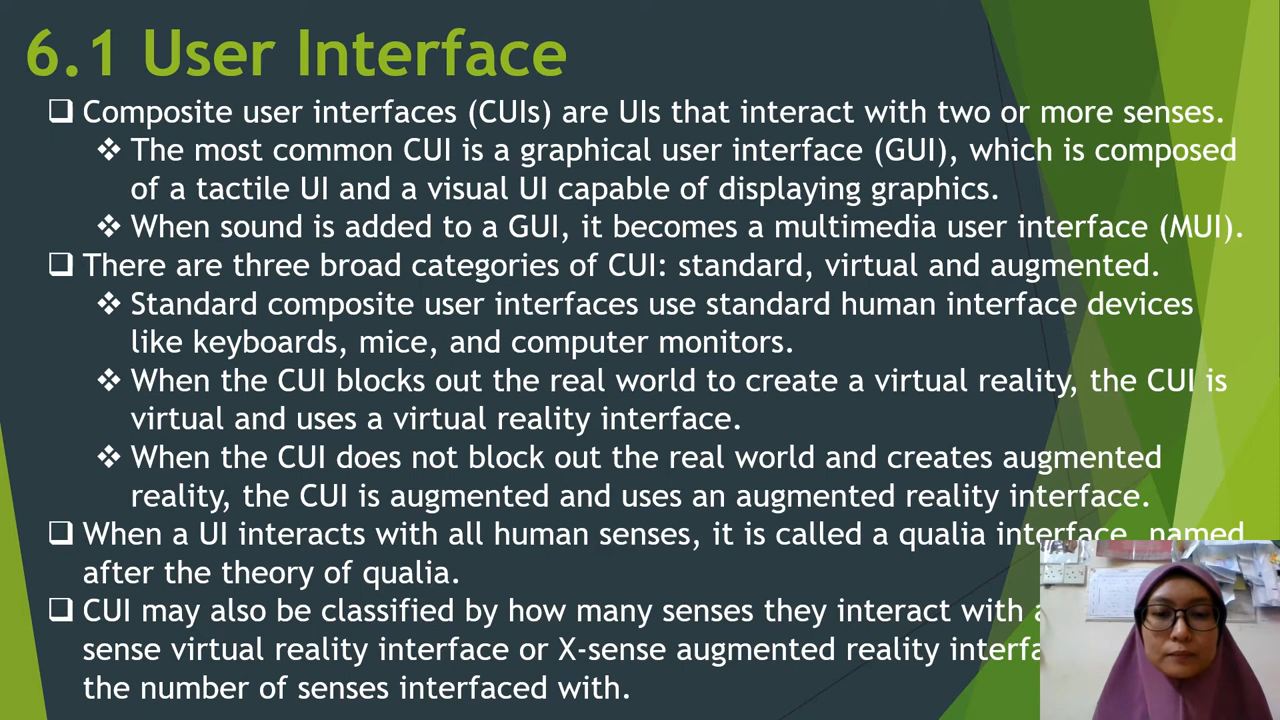 6.1 User Interface
❑ Composite user interfaces (CUIs) are UIs that interact with two or more senses.
❖ The most common CUI is a graphical user interface (GUI), which is composed
of a tactile UI and a visual UI capable of displaying graphics.
❖ When sound is added to a GUI, it becomes a multimedia user interface (MUI).
❑ There are three broad categories of CUI: standard, virtual and augmented.
❖ Standard composite user interfaces use standard human interface devices
like keyboards, mice, and computer monitors.
❖ When the CUI blocks out the real world to create a virtual reality, the CUI is
virtual and uses a virtual reality interface.
❖ When the CUI does not block out the real world and creates augmented
reality, the CUI is augmented and uses an augmented reality interface.
❑ When a UI interacts with all human senses, it is called a qualia interface, named
after the theory of qualia.
❑ CUI may also be classified by how many senses they interact with
sense virtual reality interface or X-sense augmented reality
the number of senses interfaced with.